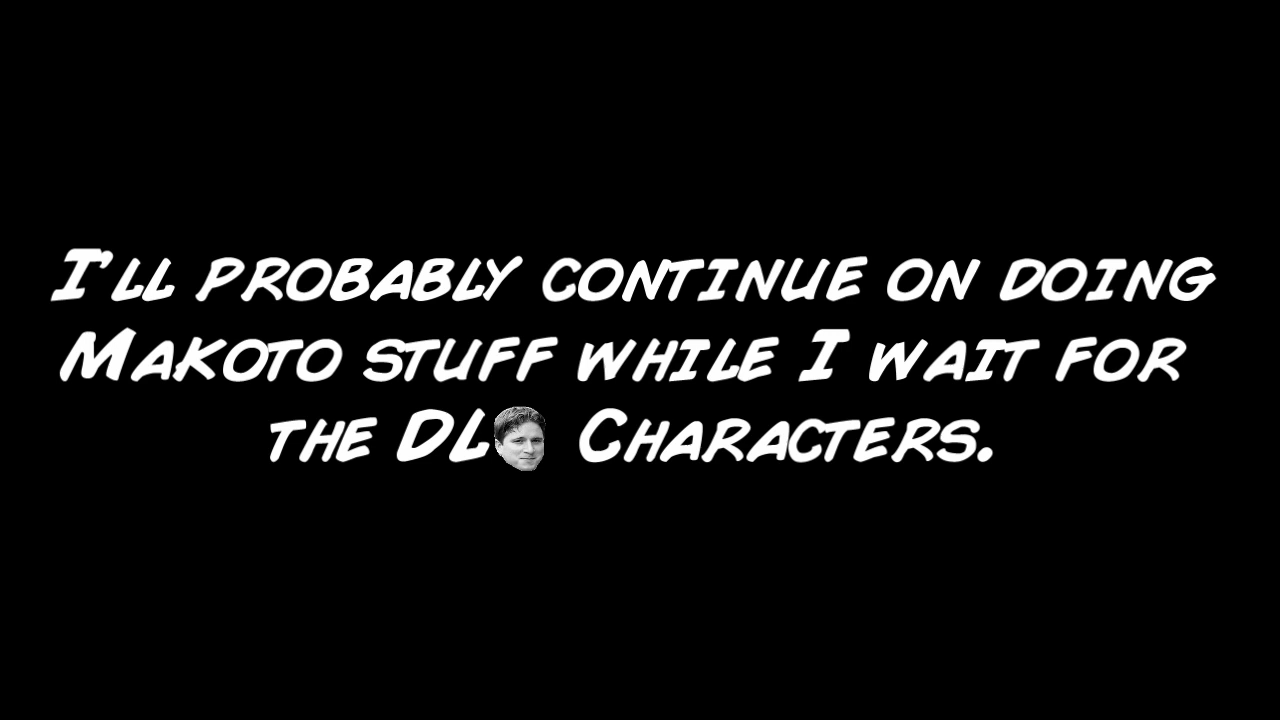 I'll probably continue on doing
Makoto stuff while I wait for
the DL Characters.